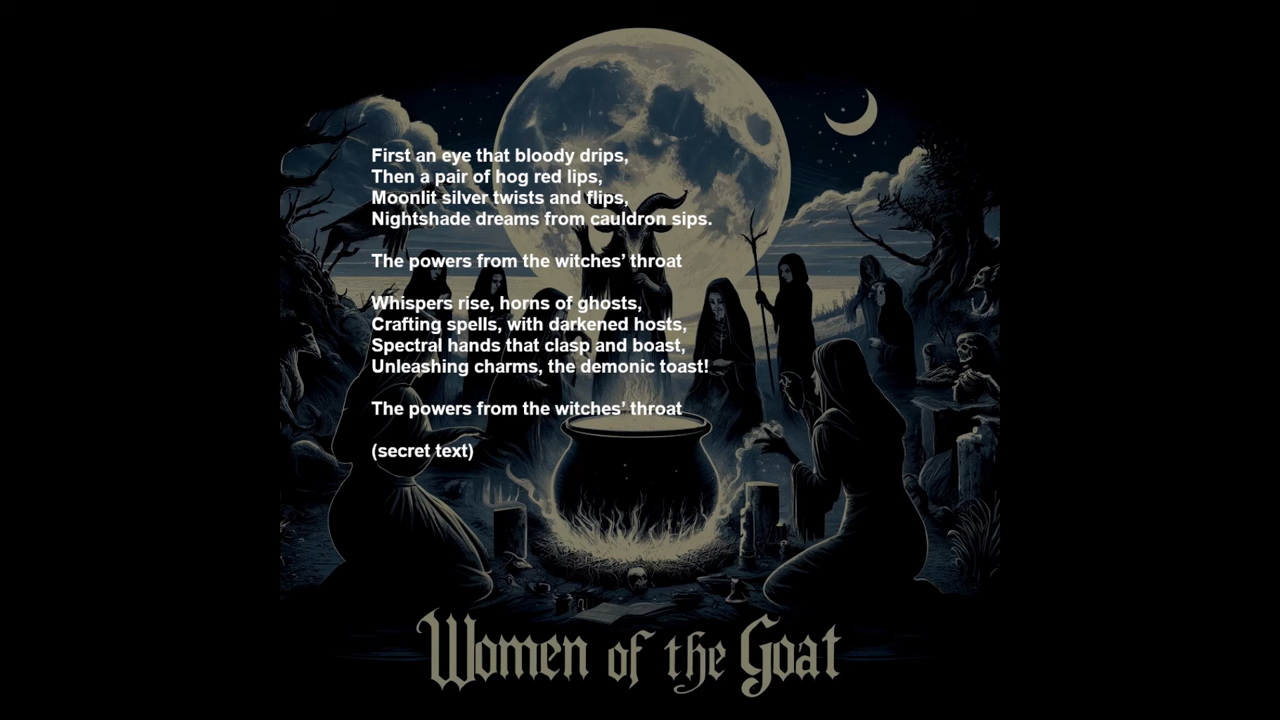 First an eye that bloody drips,
Then a pair of hog red lips,
Moonlit silver twists and flips,
Nightshade dreams from cauldron sips.
The powers from the witches’ throat
Whispers rise, horns of ghosts,
Crafting spells, with darkened hosts,
Spectral hands that clasp and boast,
Unleashing charms, the demonic toast!
The powers from the witches’ throat
(secret text)
Women of the Goat